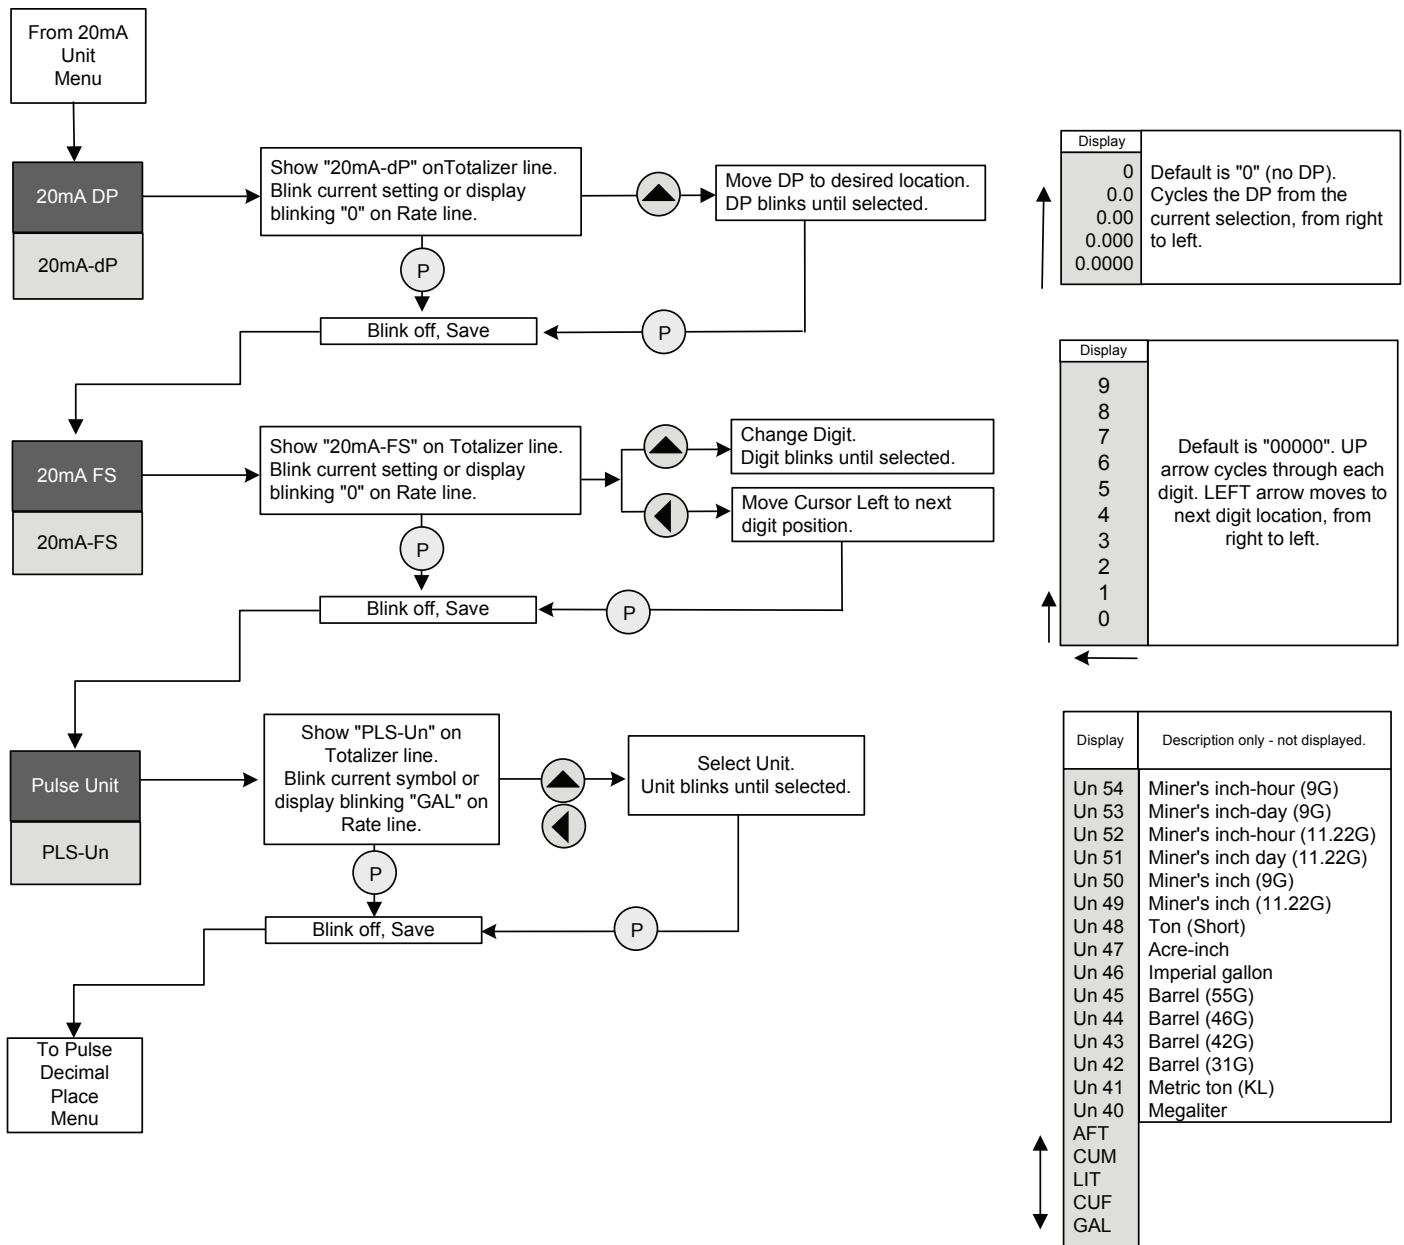 From 20mA
Unit
Menu
20mA DP
20mA-dP
Show "20mA-dP" onTotalizer line.
Blink current setting or display
blinking "0" on Rate line.
Move DP to desired location.
DP blinks until selected.
P
Blink off, Save
P
Display
0
0.0
0.00
0.000
0.0000
Default is "0" (no DP).
Cycles the DP from the
current selection, from right
to left.
20mA FS
20mA-FS
Show "20mA-FS" on Totalizer line.
Blink current setting or display
blinking "0" on Rate line.
Change Digit.
Digit blinks until selected.
Move Cursor Left to next
digit position.
P
Blink off, Save
P
Display
9
8
7
6
5
4
3
2
1
0
Default is "00000". UP
arrow cycles through each
digit. LEFT arrow moves to
next digit location, from
right to left.
Pulse Unit
PLS-Un
Show "PLS-Un" on
Totalizer line.
Blink current symbol or
display blinking "GAL" on
Rate line.
Select Unit.
Unit blinks until selected.
P
Blink off, Save
P
To Pulse
Decimal
Place
Menu
Display Description only - not displayed.
Un 54 Miner's inch-hour (9G)
Un 53 Miner's inch-day (9G)
Un 52 Miner's inch-hour (11.22G)
Un 51 Miner's inch day (11.22G)
Un 50 Miner's inch (9G)
Un 49 Miner's inch (11.22G)
Un 48 Ton (Short)
Un 47 Acre-inch
Un 46 Imperial gallon
Un 45 Barrel (55G)
Un 44 Barrel (46G)
Un 43 Barrel (42G)
Un 42 Barrel (31G)
Un 41 Metric ton (KL)
Un 40 Megaliter
AFT
CUM
LIT
CUF
GAL